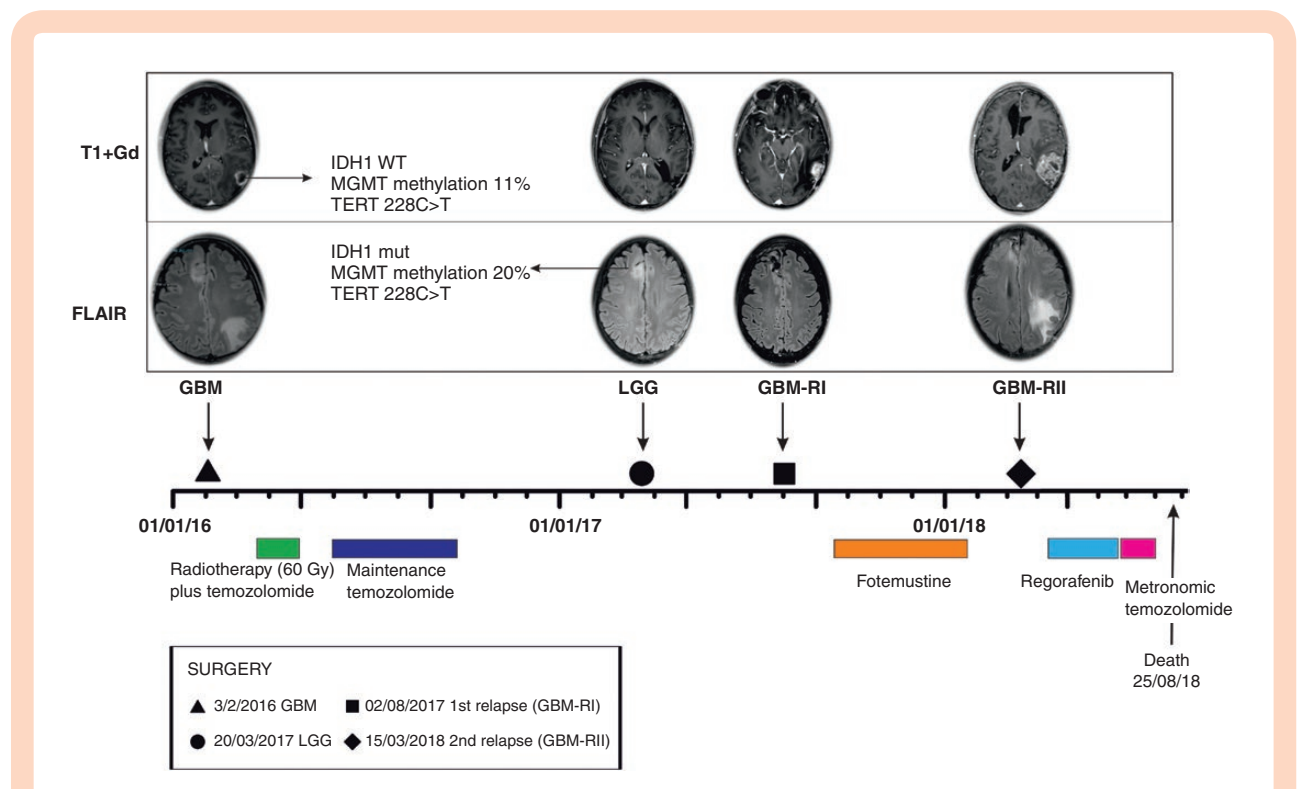 T1+Gd
IDH1 WT
MGMT methylation 11%
TERT 228C>T
FLAIR
IDH1 mut
MGMT methylation 20%
TERT 228C>T
GBM
LGG
GBM-RI
GBM-RII
01/01/16
01/01/17
01/01/18
Radiotherapy (60 Gy)
plus temozolomide
Maintenance
temozolomide
Fotemustine
Regorafenib
Metronomic
temozolomide
Death
25/08/18
SURGERY
3/2/2016 GBM
02/08/2017 1st relapse (GBM-RI)
20/03/2017 LGG
15/03/2018 2nd relapse (GBM-RII)